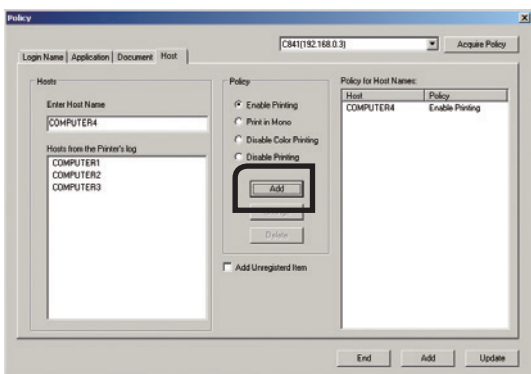 Policy
C841(192.168.0.3)
Acquire Policy
Login Name
Application
Document
Host
Hosts
Enter Host Name
COMPUTER4
Hosts from the Printer's log
COMPUTER1
COMPUTER2
COMPUTER3
Policy
Enable Printing
Print in Mono
Disable Color Printing
Disable Printing
Add
Delete
Add Unregisterd Item
Policy for Host Names:
Host Policy
COMPUTER4 Enable Printing
End
Add
Update